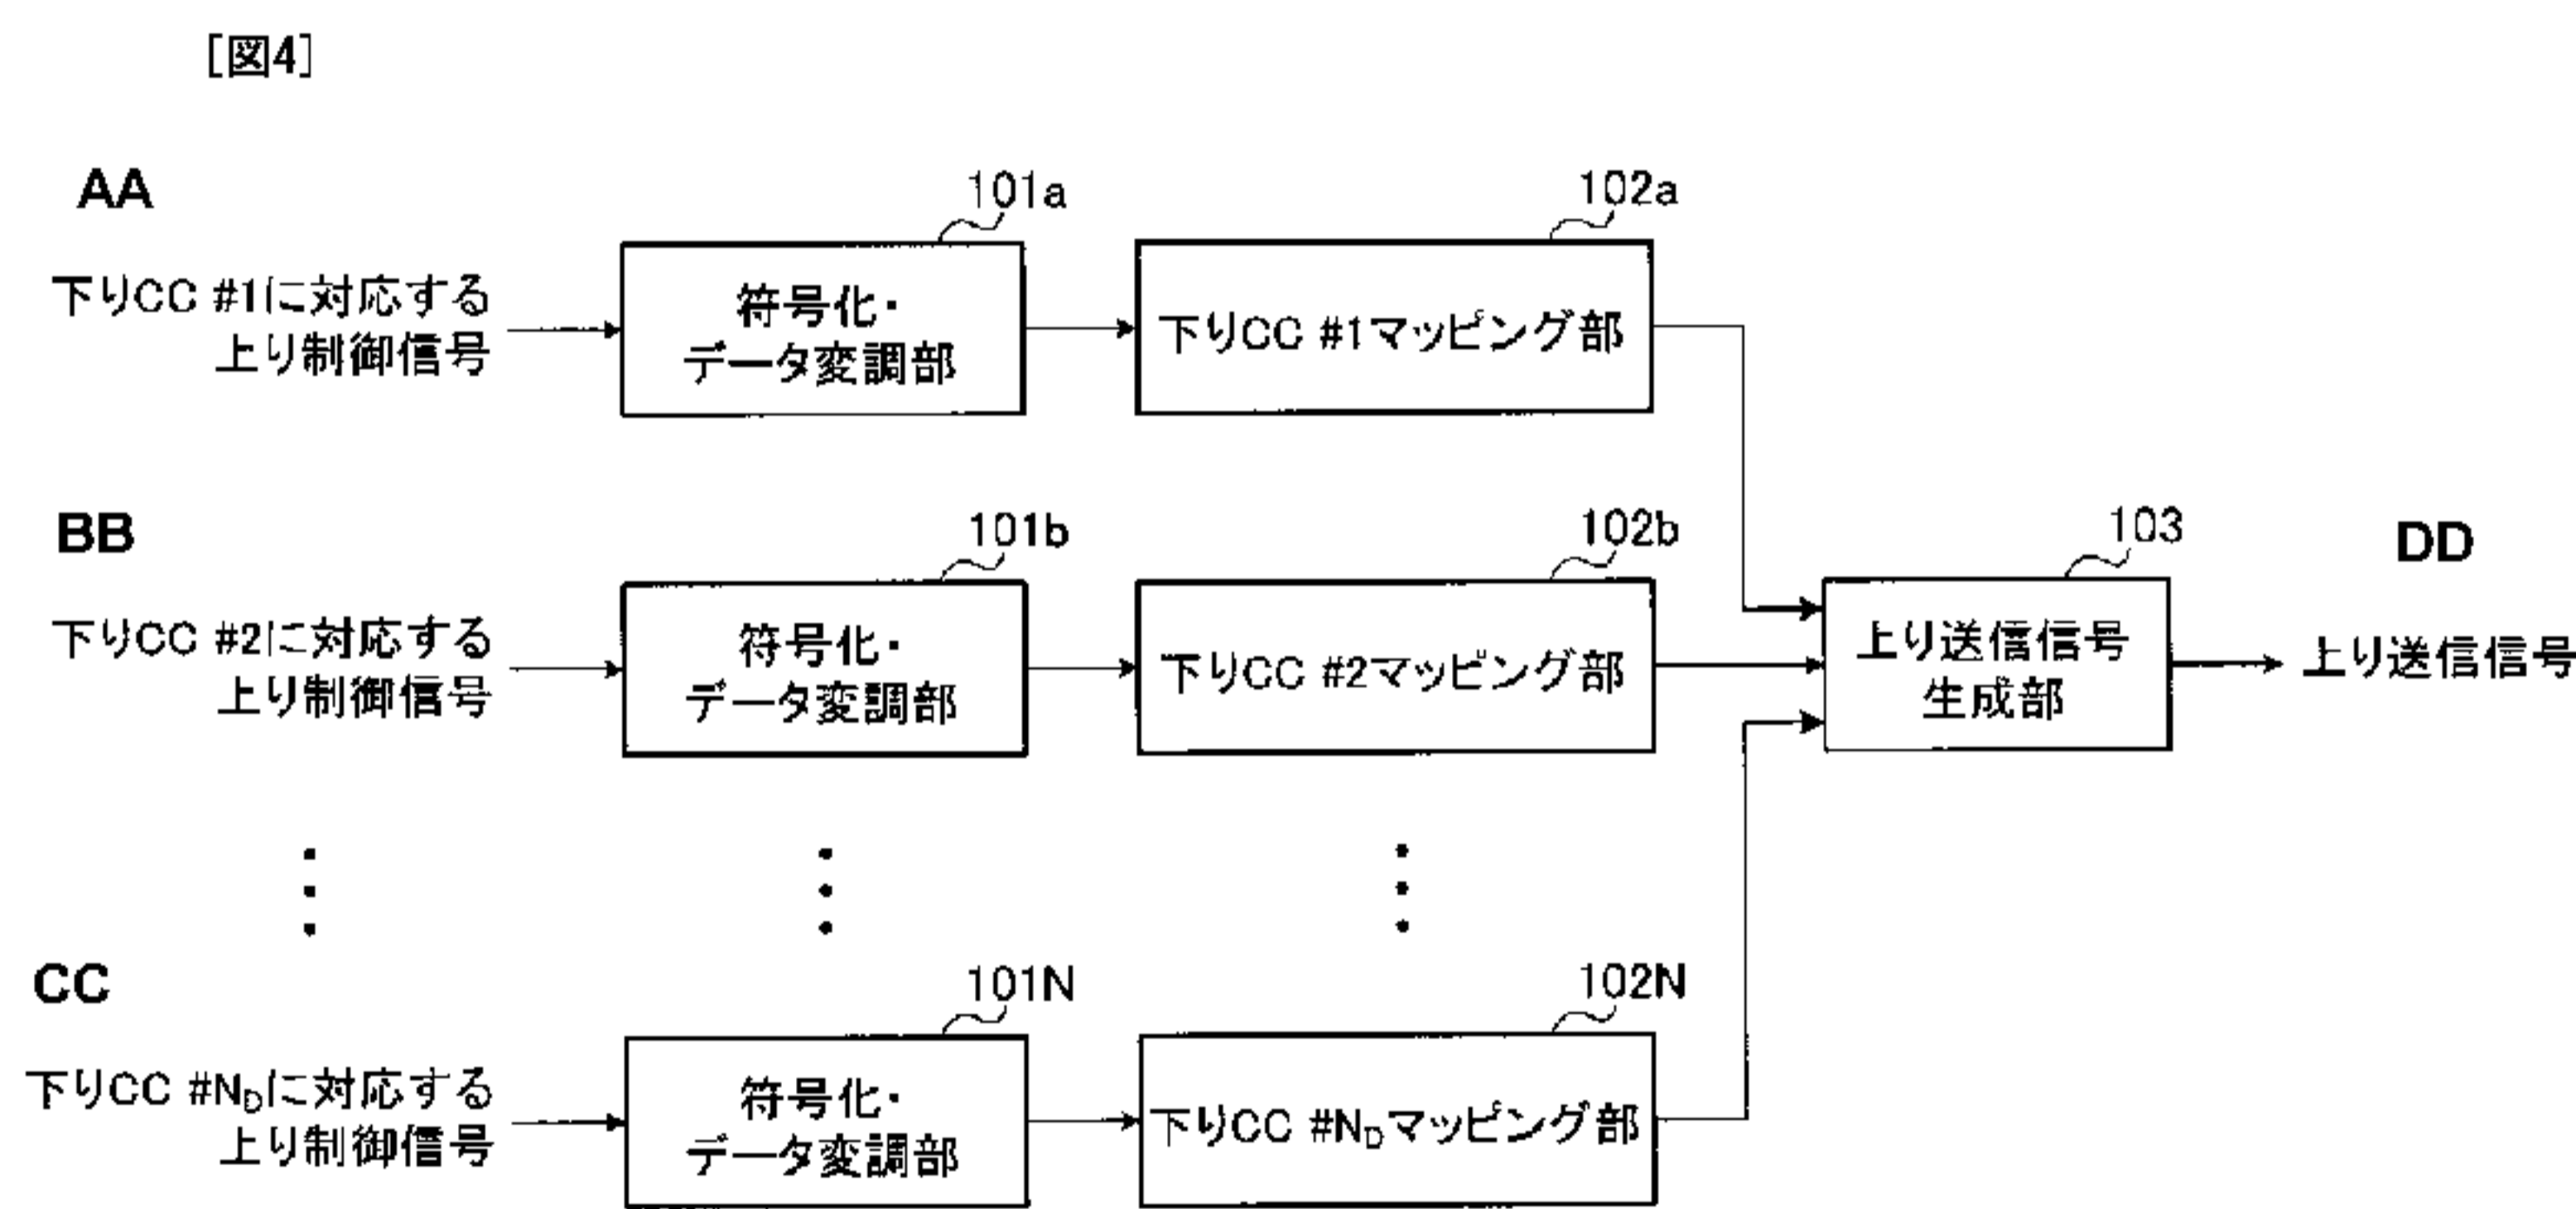 [図4]
AA
下りCC #1に対応する
上り制御信号
101a
符号化・
データ変調部
102a
下りCC #1マッピング部
BB
下りCC #2に対応する
上り制御信号
101b
符号化・
データ変調部
102b
下りCC #2マッピング部
103
上り送信信号
生成部
DD
上り送信信号
CC
下りCC #NDに対応する
上り制御信号
101N
符号化・
データ変調部
102N
下りCC #NDマッピング部